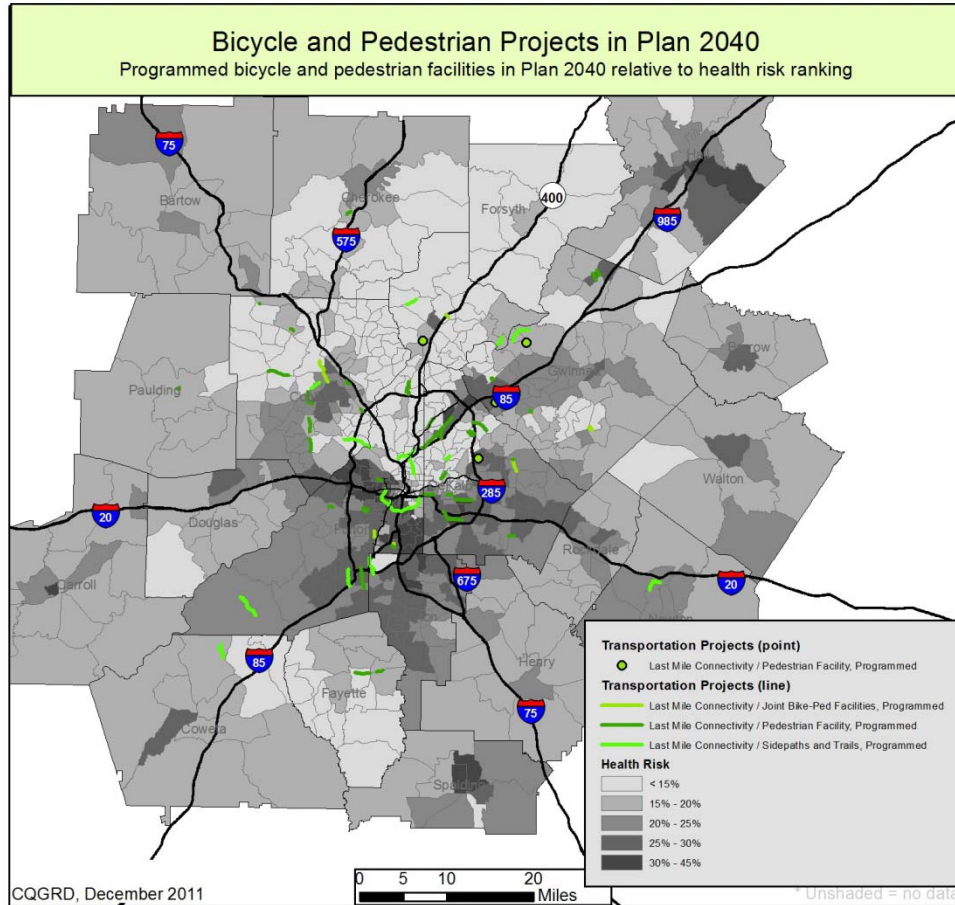 Bicycle and Pedestrian Projects in Plan 2040
Programmed bicycle and pedestrian facilities in Plan 2040 relative to health risk ranking
75
Bartow
Cherokee
Forsyth
400
985
575
Paulding
Barrow
85
Walton
20
Douglas
285
Carroll
Rockdale
20
675
Newton
85
Henry
Fayette
75
Coweta
Spalding
Transportation Projects (point)
Last Mile Connectivity / Pedestrian Facility, Programmed
Transportation Projects (line)
Last Mile Connectivity / Joint Bike-Ped Facilities, Programmed
Last Mile Connectivity / Pedestrian Facility, Programmed
Last Mile Connectivity / Sidepaths and Trails, Programmed
Health Risk
< 15%
15% - 20%
20% - 25%
25% - 30%
30% - 45%
0 5 10 20
Miles
CQGRD, December 2011
* Unshaded = no data